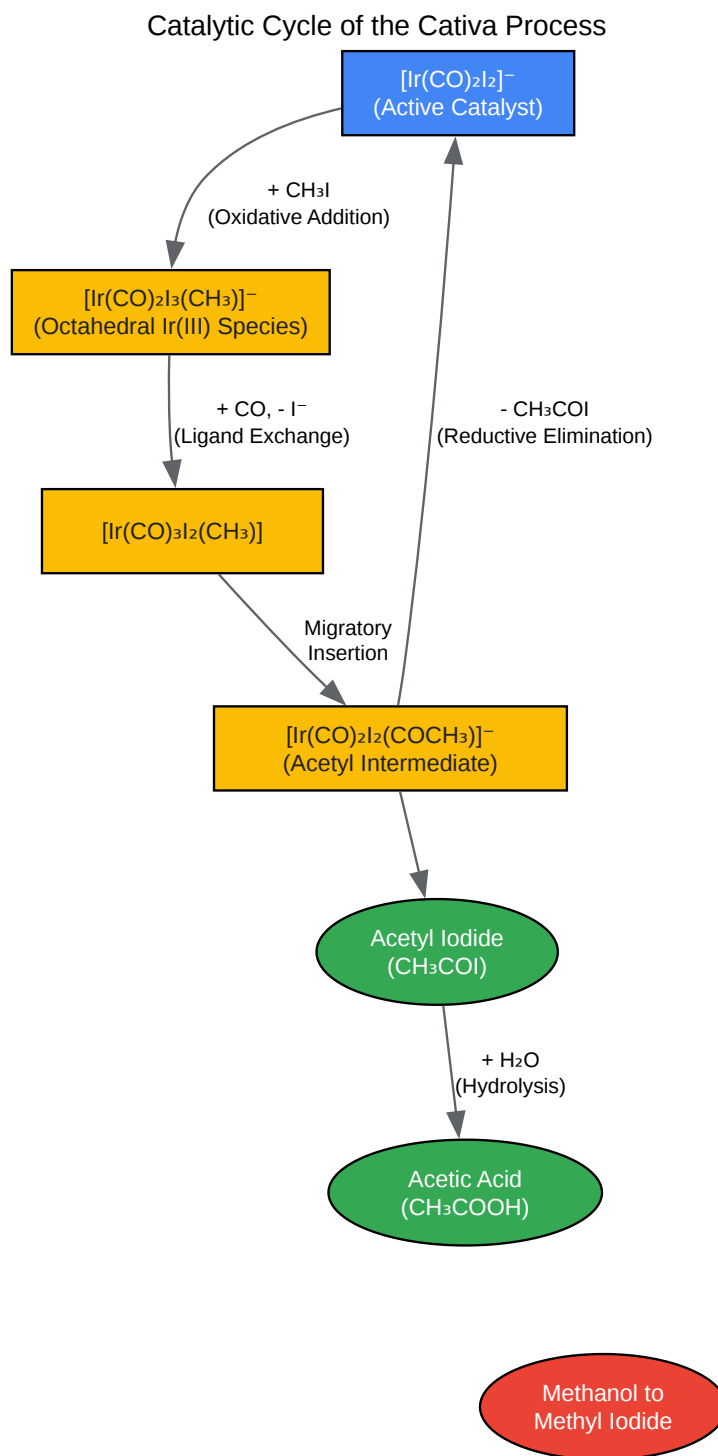 Catalytic Cycle of the Cativa Process
[Ir(CO)₂I₂]⁻
(Active Catalyst)
+ CH₃I
(Oxidative Addition)
[Ir(CO)₂I₃(CH₃)]⁻
(Octahedral Ir(III) Species)
+ CO, - I⁻
(Ligand Exchange)
- CH₃COI
(Reductive Elimination)
[Ir(CO)₃I₂(CH₃)]
Migratory
Insertion
[Ir(CO)₂I₂(COCH₃)]⁻
(Acetyl Intermediate)
Acetyl Iodide
(CH₃COI)
+ H₂O
(Hydrolysis)
Acetic Acid
(CH₃COOH)
Methanol to
Methyl Iodide